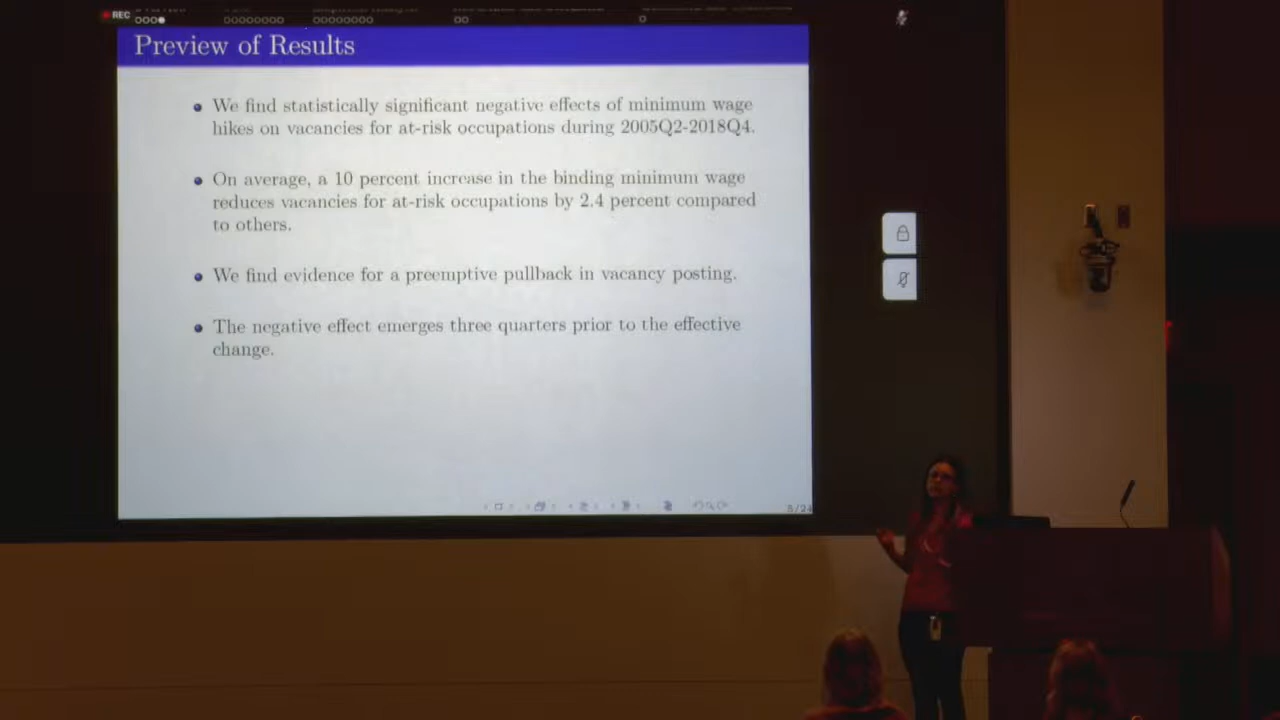 REC
Preview of Results
We find statistically significant negative effects of minimum wage
hikes on vacancies for at-risk occupations during 2005Q2-2018Q4.
On average, a 10 percent increase in the binding minimum wage
reduces vacancies for at-risk occupations by 2.4 percent compared
to others.
We find evidence for a preemptive pullback in vacancy posting.
The negative effect emerges three quarters prior to the effective
change.